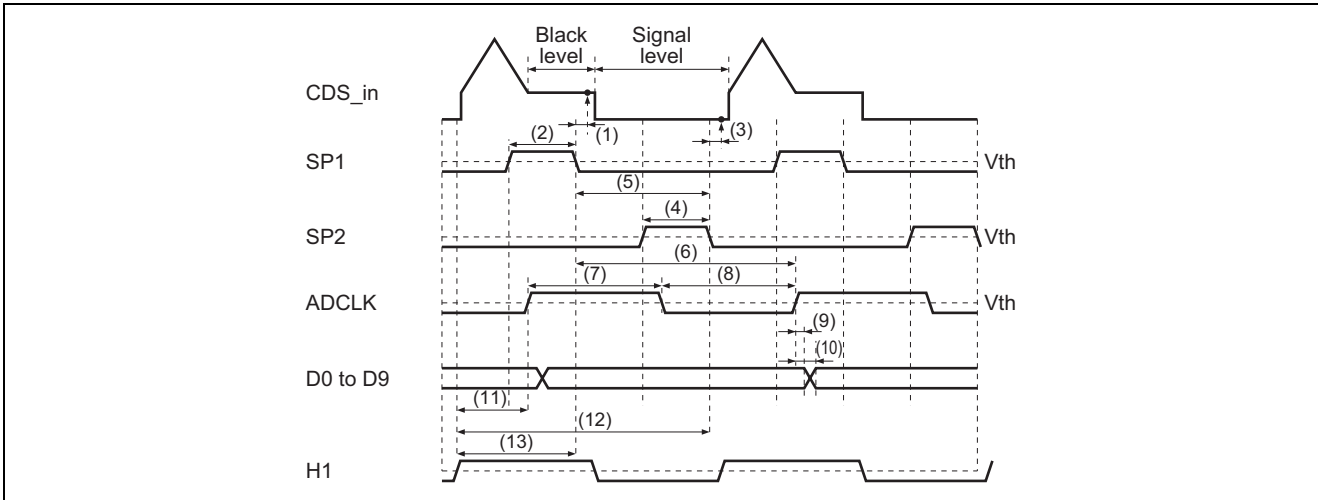 Black level
Signal level
CDS_in
(1)
(3)
(2)
SP1
Vth
(5)
(4)
SP2
Vth
(6)
(7)
(8)
ADCLK
Vth
(9)
(10)
D0 to D9
(11)
(12)
(13)
H1